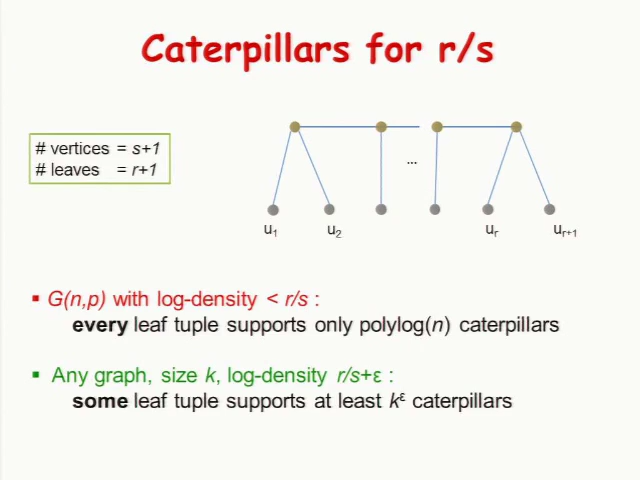 Caterpillars for r/s
# vertices = s+1
# leaves = r+1
...
u₁ u₂ uᵣ uᵣ₊₁
▪ G(n,p) with log-density < r/s :
every leaf tuple supports only polylog(n) caterpillars
▪ Any graph, size k, log-density r/s+ε :
some leaf tuple supports at least kᵋ caterpillars